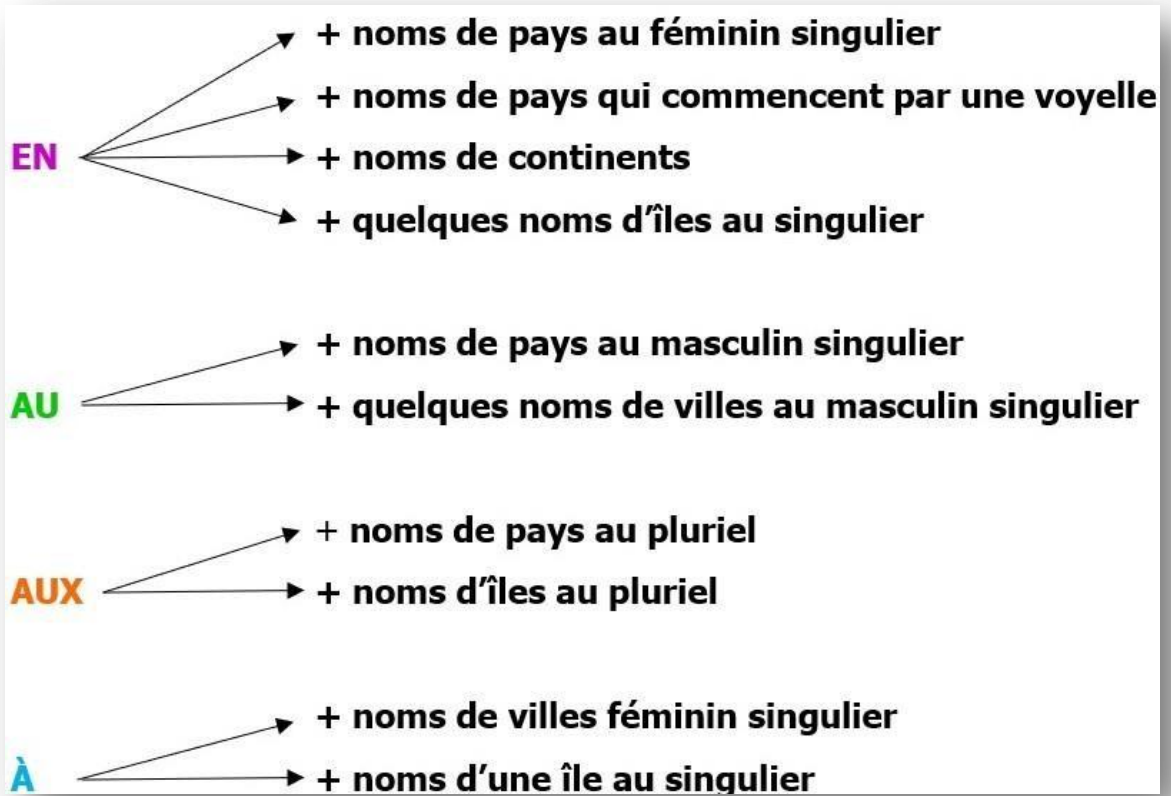 + noms de pays au féminin singulier
+ noms de pays qui commencent par une voyelle
EN + noms de continents
+ quelques noms d’îles au singulier
+ noms de pays au masculin singulier
AU + quelques noms de villes au masculin singulier
+ noms de pays au pluriel
AUX + noms d’îles au pluriel
+ noms de villes féminin singulier
À + noms d’une île au singulier